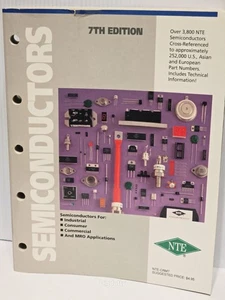 SEMICONDUCTORS
7TH EDITION
Over 3,800 NTE
Semiconductors
Cross-Referenced
to approximately
252,000 U.S., Asian
and European
Part Numbers.
Includes Technical
Information!
Semiconductors For:
Industrial
Consumer
Commercial
And MRO Applications
NTE